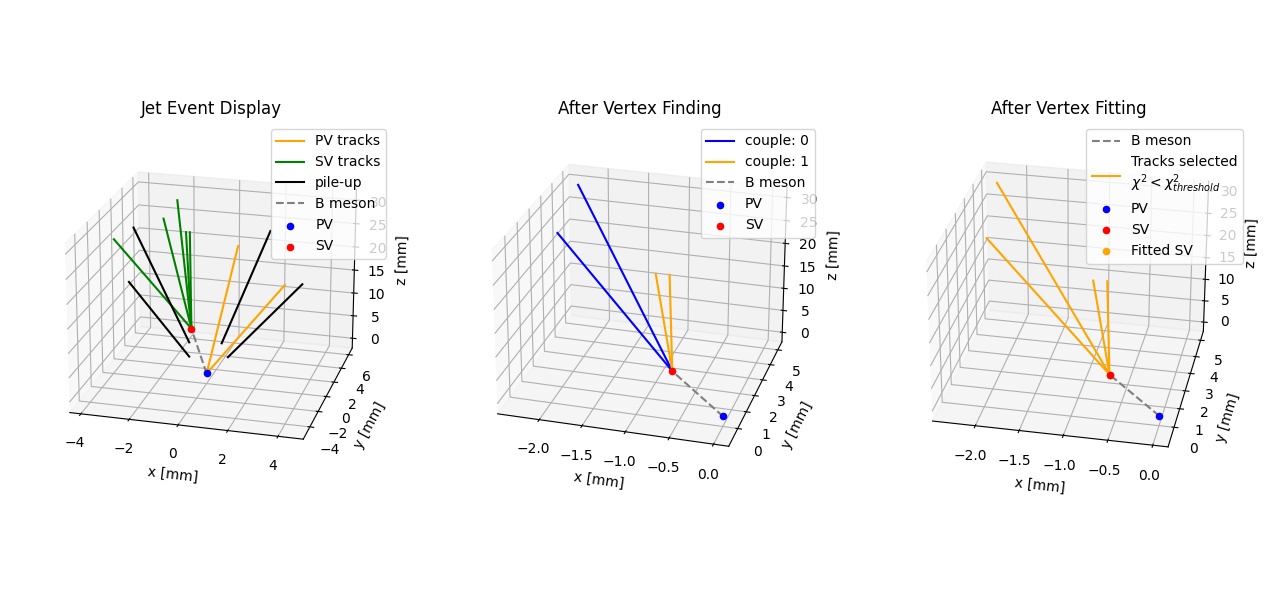 Jet Event Display
PV tracks
SV tracks
pile-up
B meson
PV
SV
30
25
20
15
10
5
0
z [mm]
6
4
2
0
−2
−4
y [mm]
−4
−2
0
2
4
x [mm]
After Vertex Finding
couple: 0
couple: 1
B meson
PV
SV
30
25
20
15
10
5
0
z [mm]
5
4
3
2
1
0
y [mm]
−2.0
−1.5
−1.0
−0.5
0.0
x [mm]
After Vertex Fitting
B meson
Tracks selected
χ² < χ²threshold
PV
SV
Fitted SV
30
25
20
15
10
5
0
z [mm]
5
4
3
2
1
0
y [mm]
−2.0
−1.5
−1.0
−0.5
0.0
x [mm]